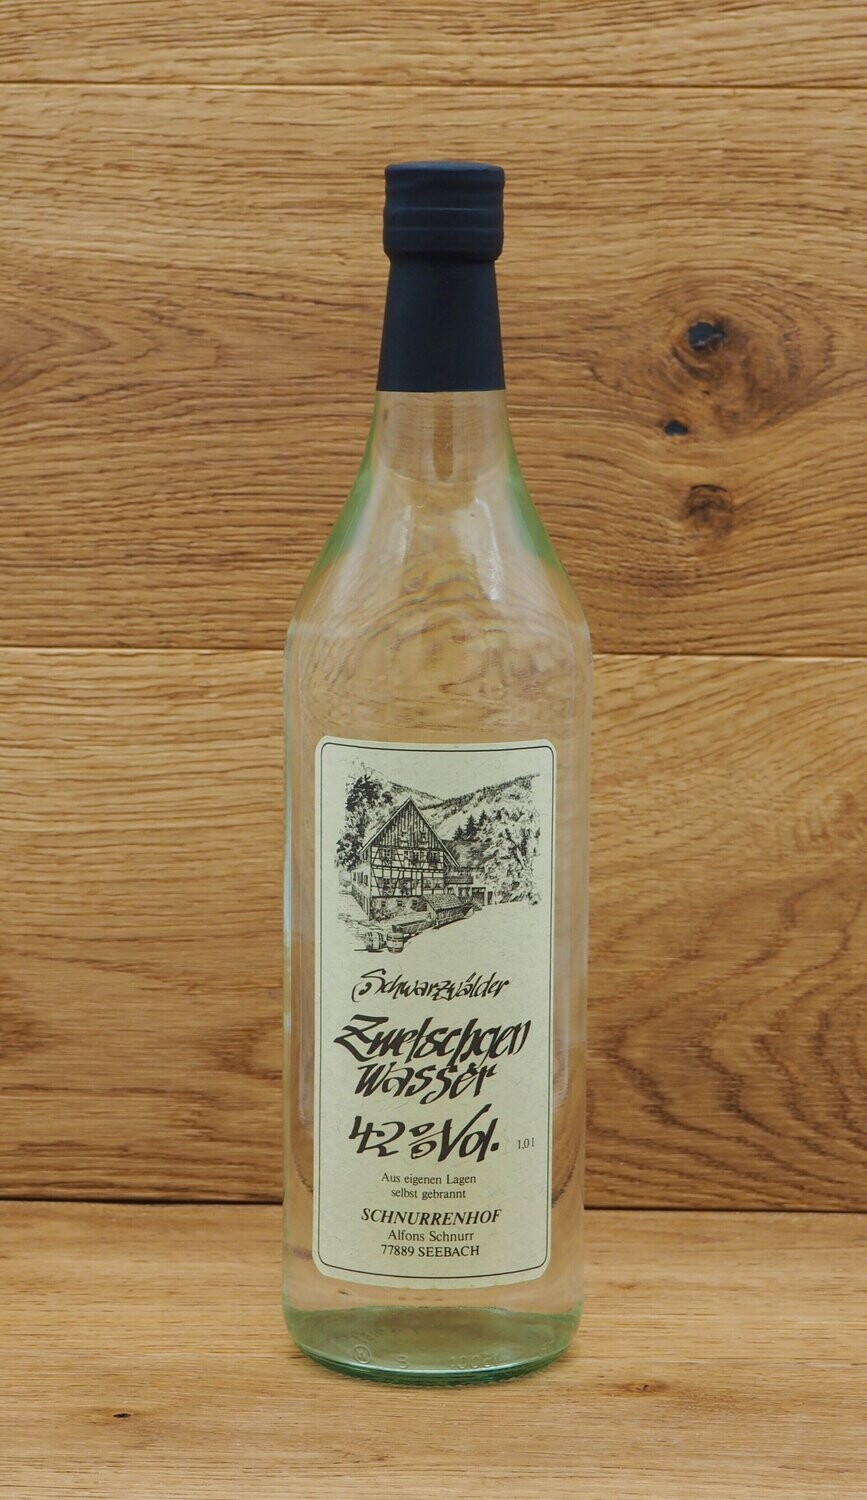 Schwarzwälder
Zwetschgen
Wasser
42% Vol.
1,0 l
Aus eigenen Lagen
selbst gebrannt
SCHNURRENHOF
Alfons Schnurr
77889 SEEBACH